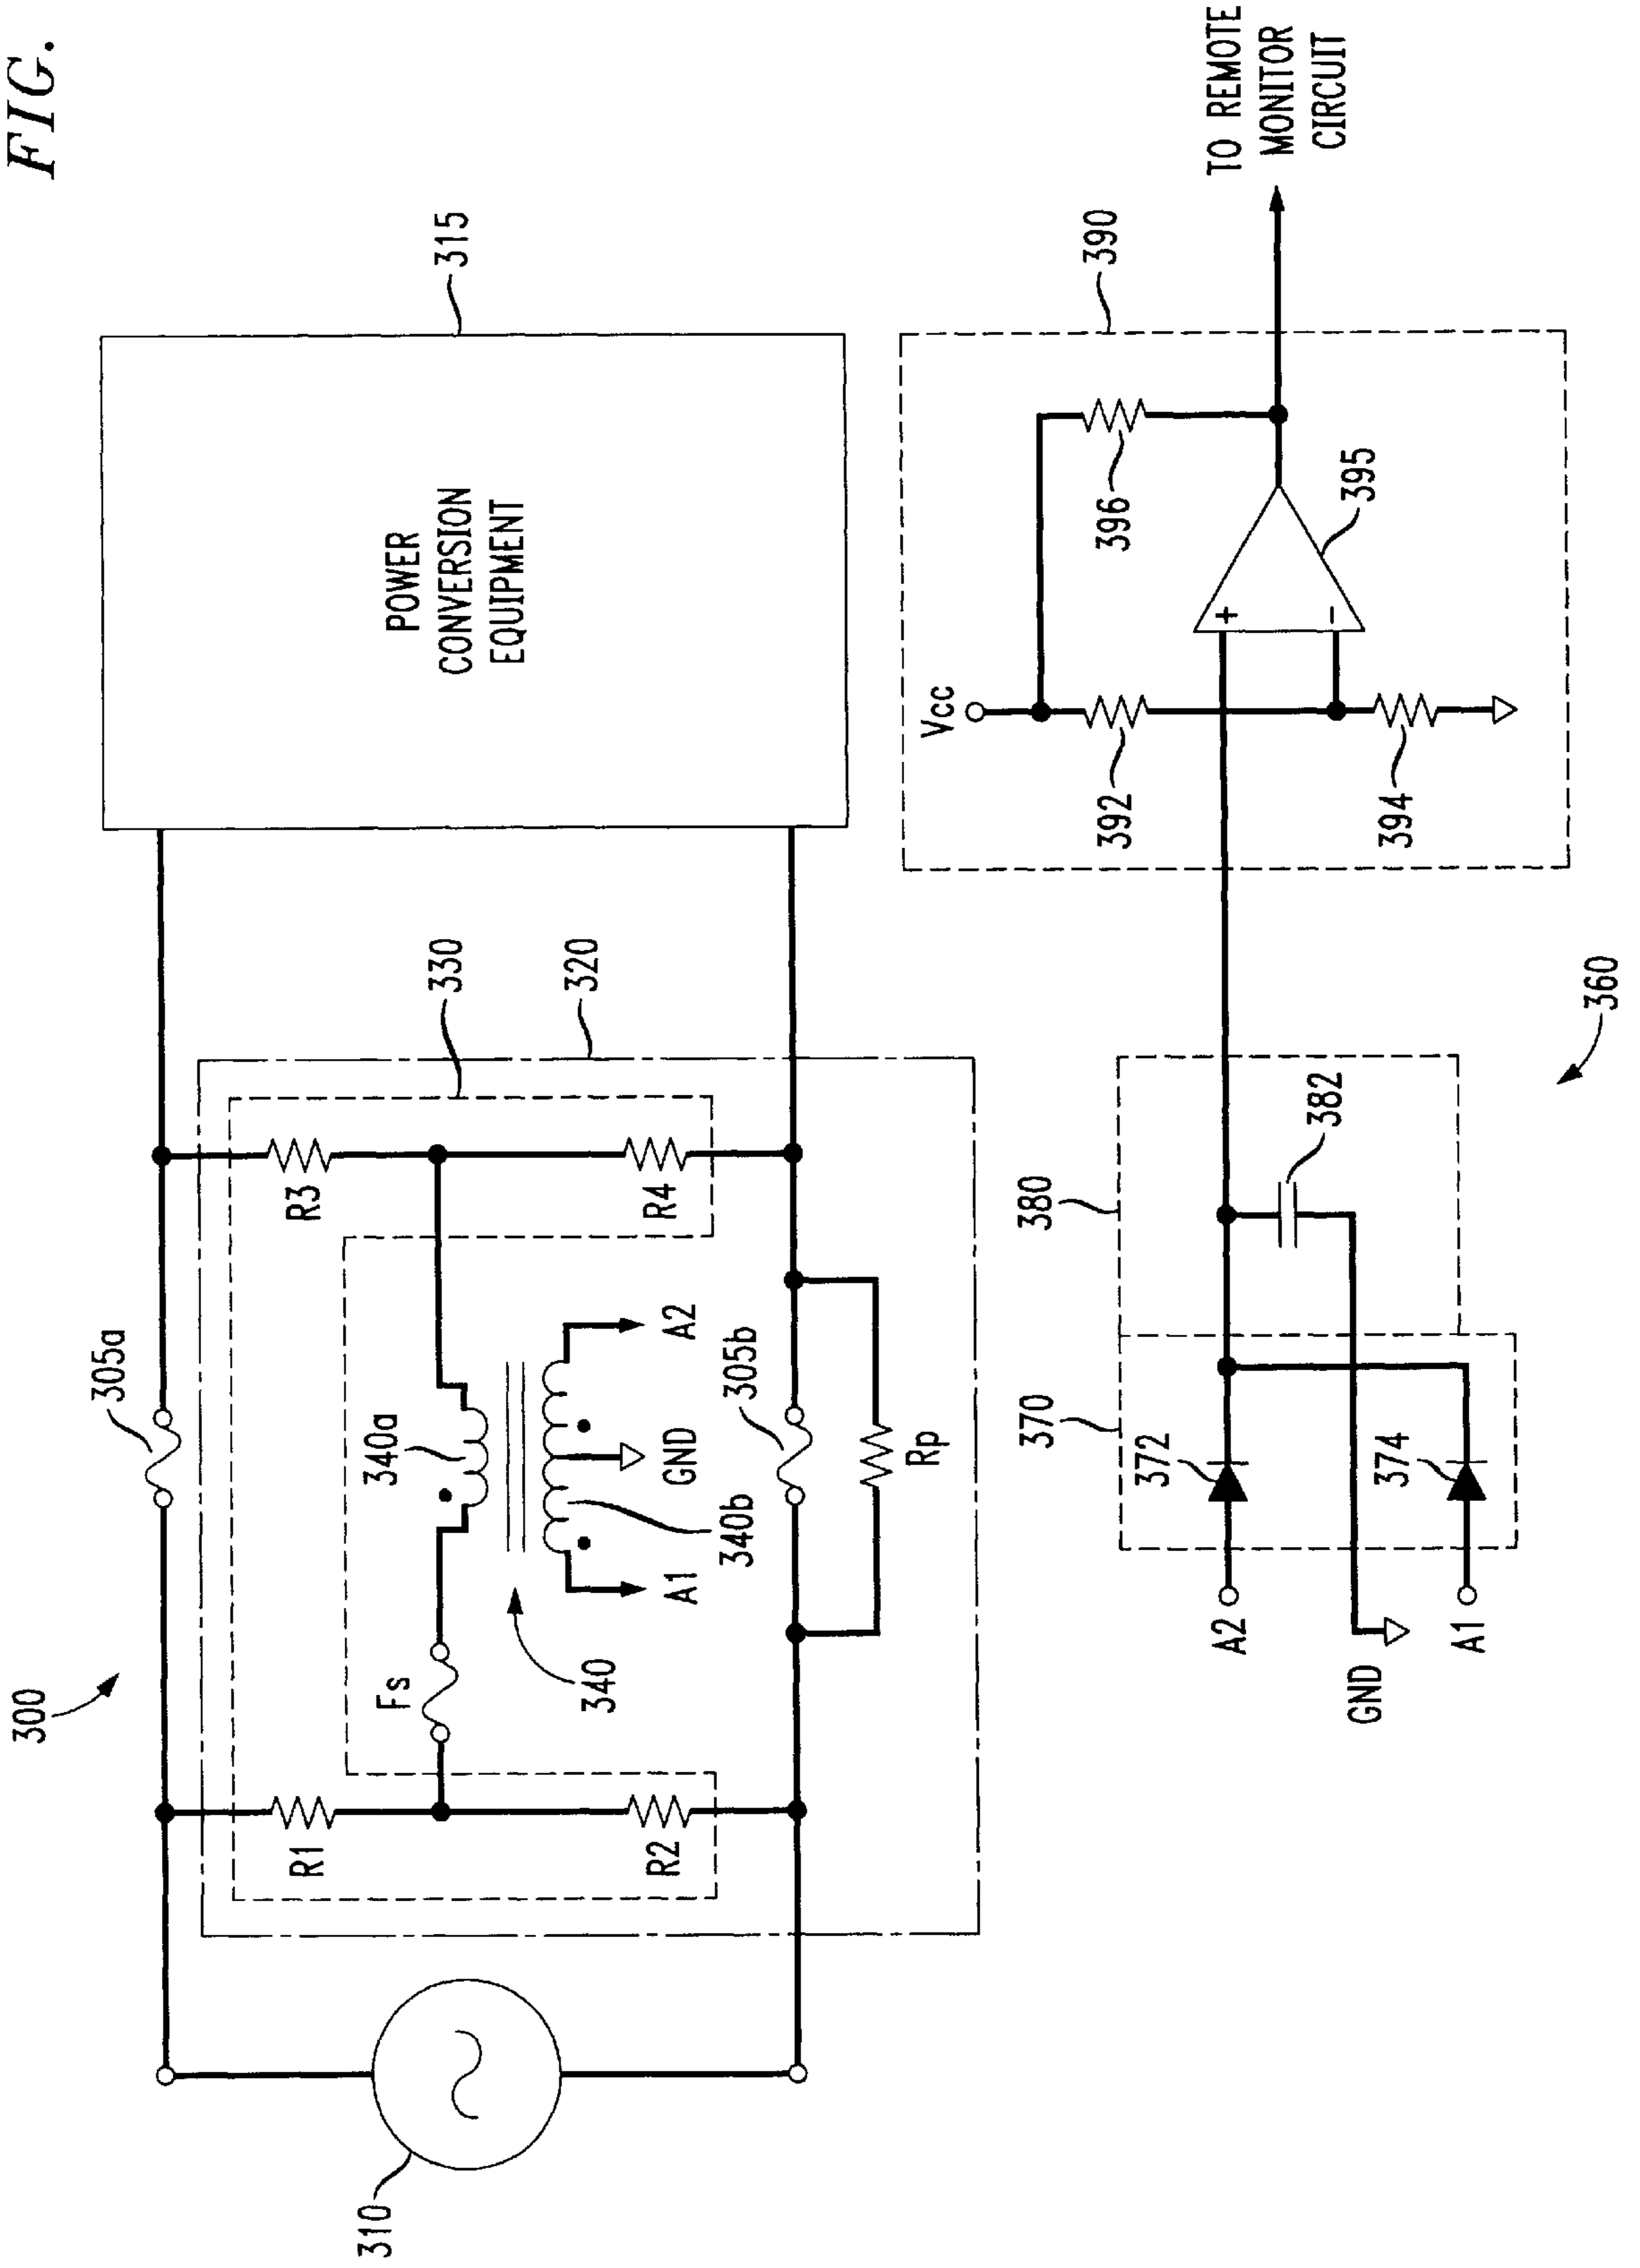 FIG.
300
305a
315
POWER
CONVERSION
EQUIPMENT
310
330
320
R1
R2
R3
R4
Fs
340a
340
A1
GND
A2
340b
305b
Rp
360
370
380
A2
372
GND
A1
374
382
390
Vcc
392
394
396
+
−
395
TO REMOTE
MONITOR
CIRCUIT